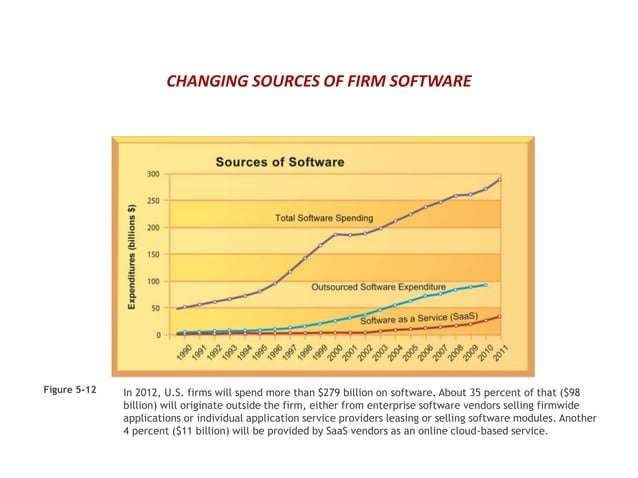 CHANGING SOURCES OF FIRM SOFTWARE
Sources of Software
Expenditures (billions $)
300
250
200
150
100
50
0
Total Software Spending
Outsourced Software Expenditure
Software as a Service (SaaS)
1990 1991 1992 1993 1994 1995 1996 1997 1998 1999 2000 2001 2002 2003 2004 2005 2006 2007 2008 2009 2010 2011
Figure 5-12
In 2012, U.S. firms will spend more than $279 billion on software. About 35 percent of that ($98
billion) will originate outside the firm, either from enterprise software vendors selling firmwide
applications or individual application service providers leasing or selling software modules. Another
4 percent ($11 billion) will be provided by SaaS vendors as an online cloud-based service.